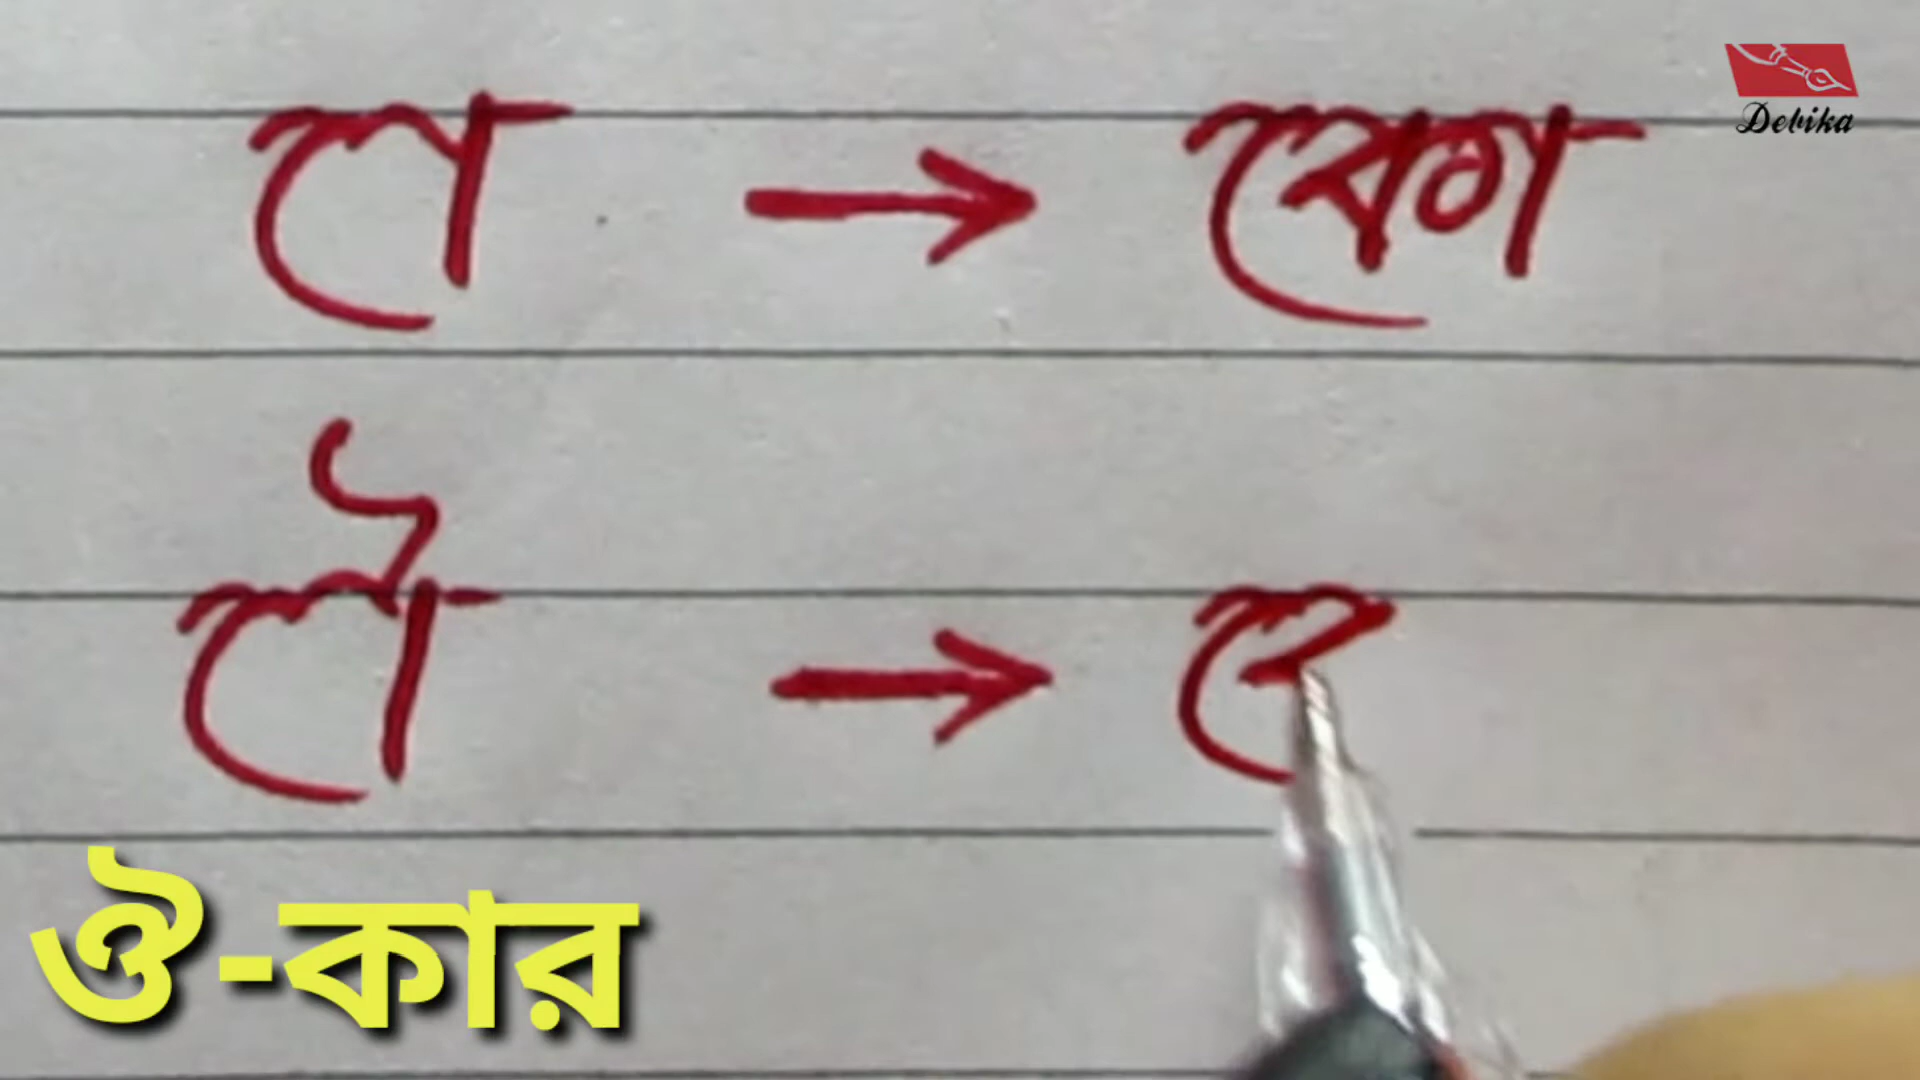 Debika
ো → কো
ৌ →
ঔ-কার